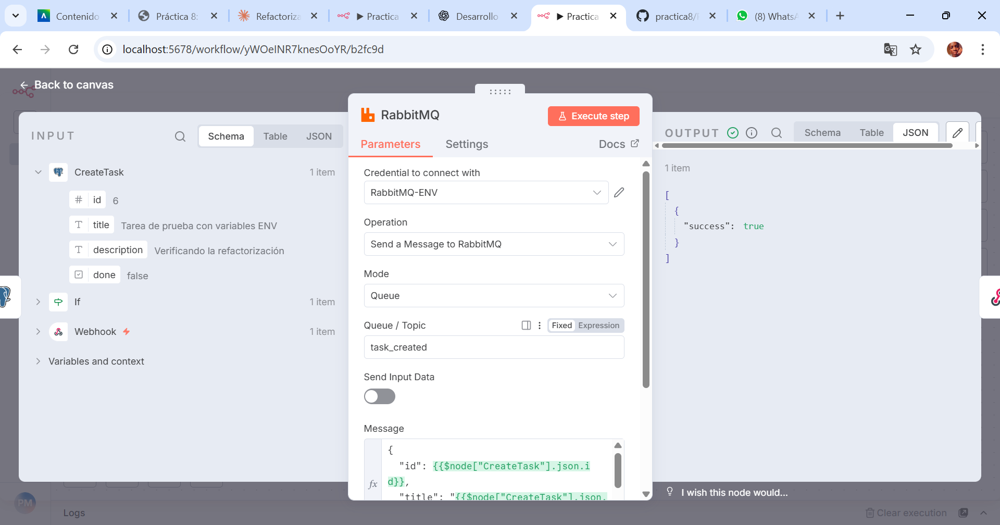 Contenido
Práctica 8:
Refactoriza
Practica
Desarrollo
Practica
practica8/
(8) Whats
localhost:5678/workflow/yWOeINR7knesOoYR/b2fc9d
Back to canvas
INPUT
Schema
Table
JSON
CreateTask
1 item
# id
6
T title
Tarea de prueba con variables ENV
T description
Verificando la refactorización
done
false
If
1 item
Webhook
1 item
Variables and context
RabbitMQ
Execute step
Parameters
Settings
Docs
Credential to connect with
RabbitMQ-ENV
Operation
Send a Message to RabbitMQ
Mode
Queue
Queue / Topic
Fixed
Expression
task_created
Send Input Data
Message
fx
{
"id": {{$node["CreateTask"].json.i
d}},
"title": "{{$node["CreateTask"].json.
OUTPUT
Schema
Table
JSON
1 item
[
{
"success": true
}
]
I wish this node would...
PM
Logs
Clear execution